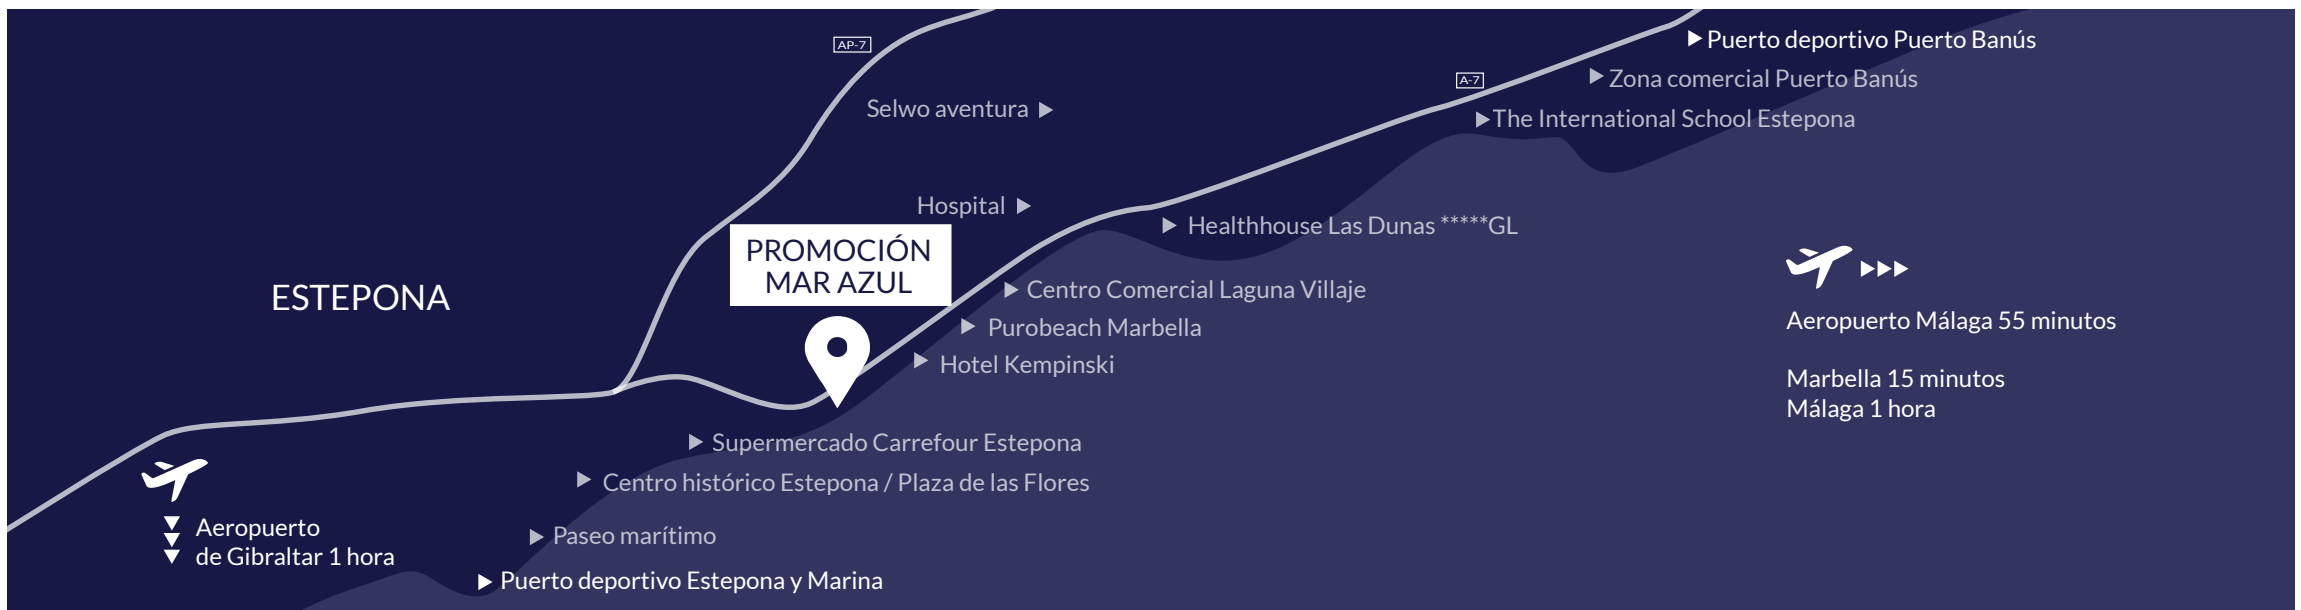 AP-7
Puerto deportivo Puerto Banús
A-7
Zona comercial Puerto Banús
Selwo aventura
The International School Estepona
Hospital
Healthhouse Las Dunas *****GL
PROMOCIÓN
MAR AZUL
ESTEPONA
Centro Comercial Laguna Villaje
Purobeach Marbella
Hotel Kempinski
Aeropuerto Málaga 55 minutos
Marbella 15 minutos
Málaga 1 hora
Supermercado Carrefour Estepona
Centro histórico Estepona / Plaza de las Flores
Aeropuerto
de Gibraltar 1 hora
Paseo marítimo
Puerto deportivo Estepona y Marina